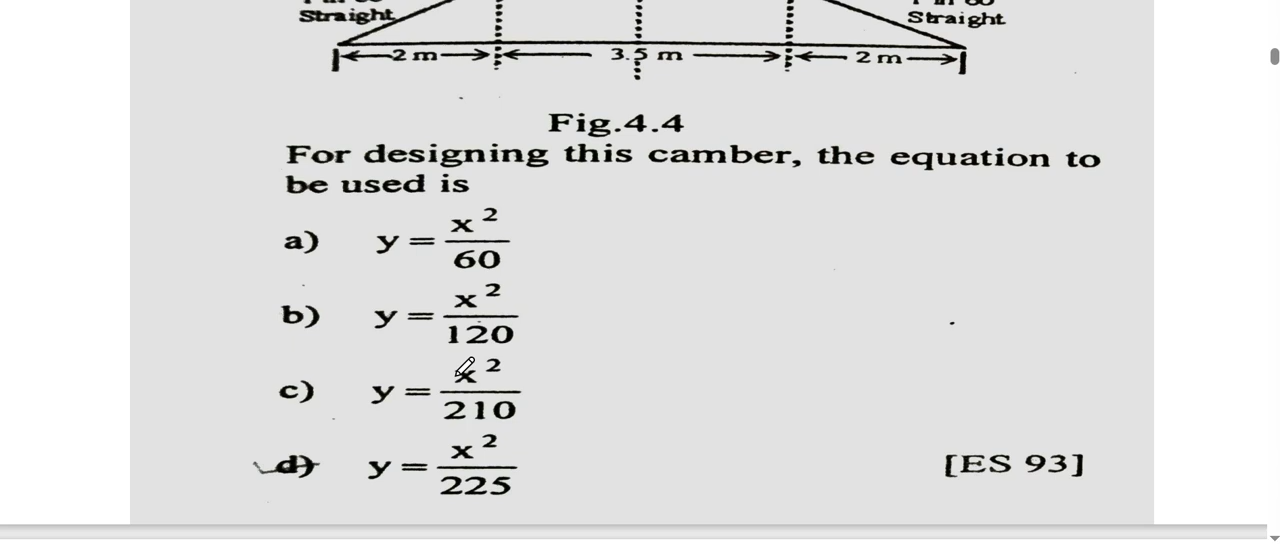 Straight
Straight
2 m
3.5 m
2 m
Fig.4.4
For designing this camber, the equation to
be used is
a) y = x² / 60
b) y = x² / 120
c) y = x² / 210
d) y = x² / 225
[ES 93]